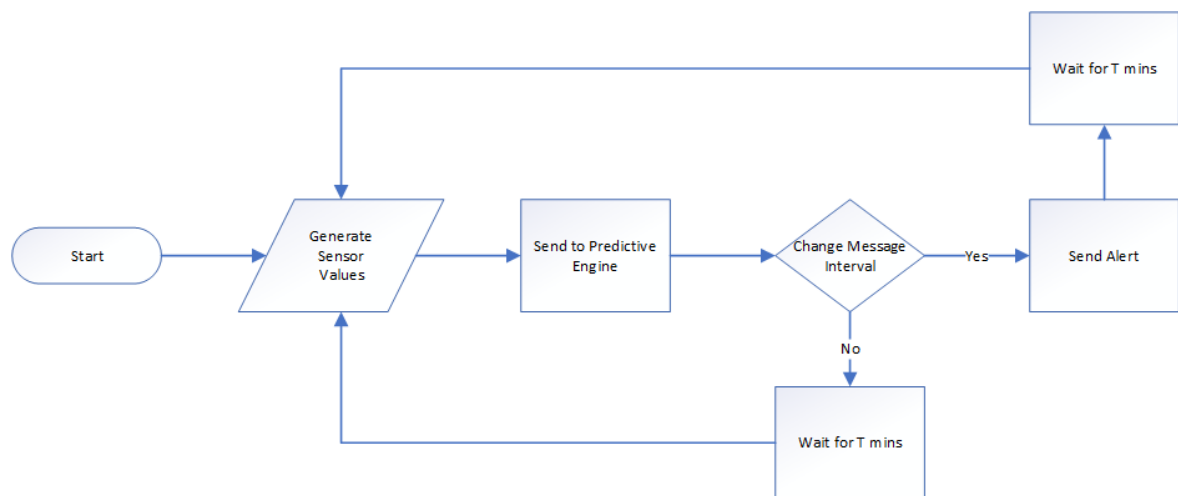 Wait for T mins
Start
Generate
Sensor
Values
Send to Predictive
Engine
Change Message
Interval
Yes
Send Alert
No
Wait for T mins